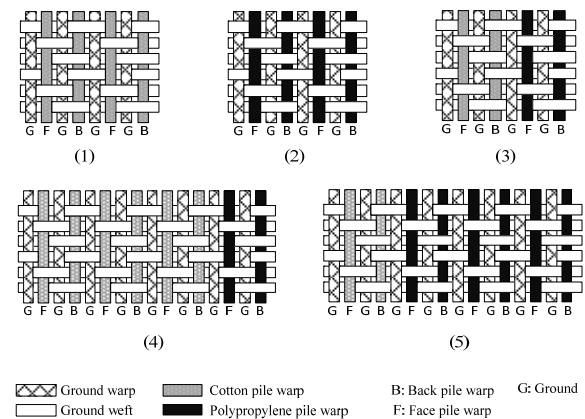 G F G B G F G B
(1)
G F G B G F G B
(2)
G F G B G F G B
(3)
G F G B G F G B G F G B G F G B
(4)
G F G B G F G B G F G B G F G B
(5)
Ground warp
Cotton pile warp
B: Back pile warp
G: Ground
Ground weft
Polypropylene pile warp
F: Face pile warp